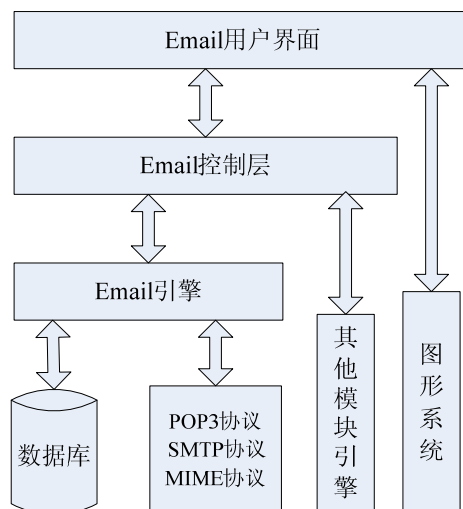 Email用户界面
Email控制层
Email引擎
数据库
POP3协议
SMTP协议
MIME协议
其他模块引擎
图形系统